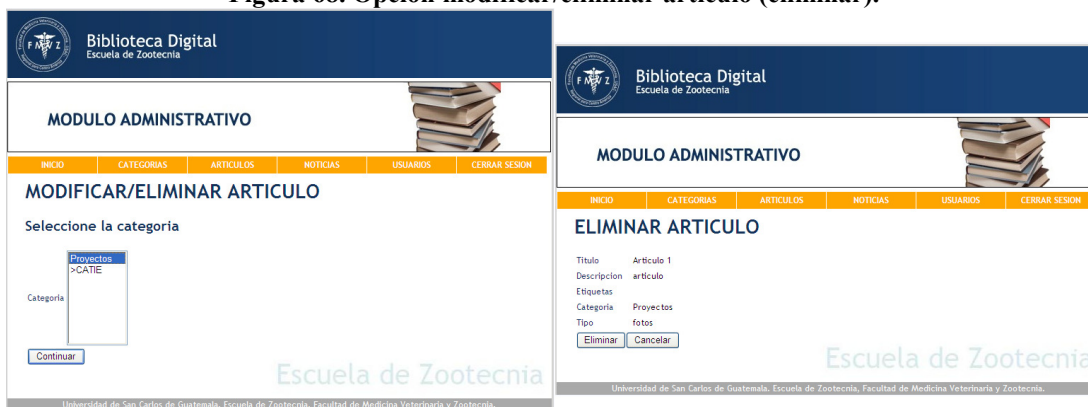 Figura 68. Opción modificar/eliminar artículo (eliminar).
F M V Z
Biblioteca Digital
Escuela de Zootecnia
MODULO ADMINISTRATIVO
INICIO CATEGORIAS ARTICULOS NOTICIAS USUARIOS CERRAR SESION
MODIFICAR/ELIMINAR ARTICULO
Seleccione la categoria
Proyectos
>CATIE
Categoria
Continuar
Escuela de Zootecnia
Universidad de San Carlos de Guatemala. Escuela de Zootecnia, Facultad de Medicina Veterinaria y Zootecnia.
F M V Z
Biblioteca Digital
Escuela de Zootecnia
MODULO ADMINISTRATIVO
INICIO CATEGORIAS ARTICULOS NOTICIAS USUARIOS CERRAR SESION
ELIMINAR ARTICULO
Titulo Articulo 1
Descripcion articulo
Etiquetas
Categoria Proyectos
Tipo fotos
Eliminar Cancelar
Escuela de Zootecnia
Universidad de San Carlos de Guatemala. Escuela de Zootecnia, Facultad de Medicina Veterinaria y Zootecnia.